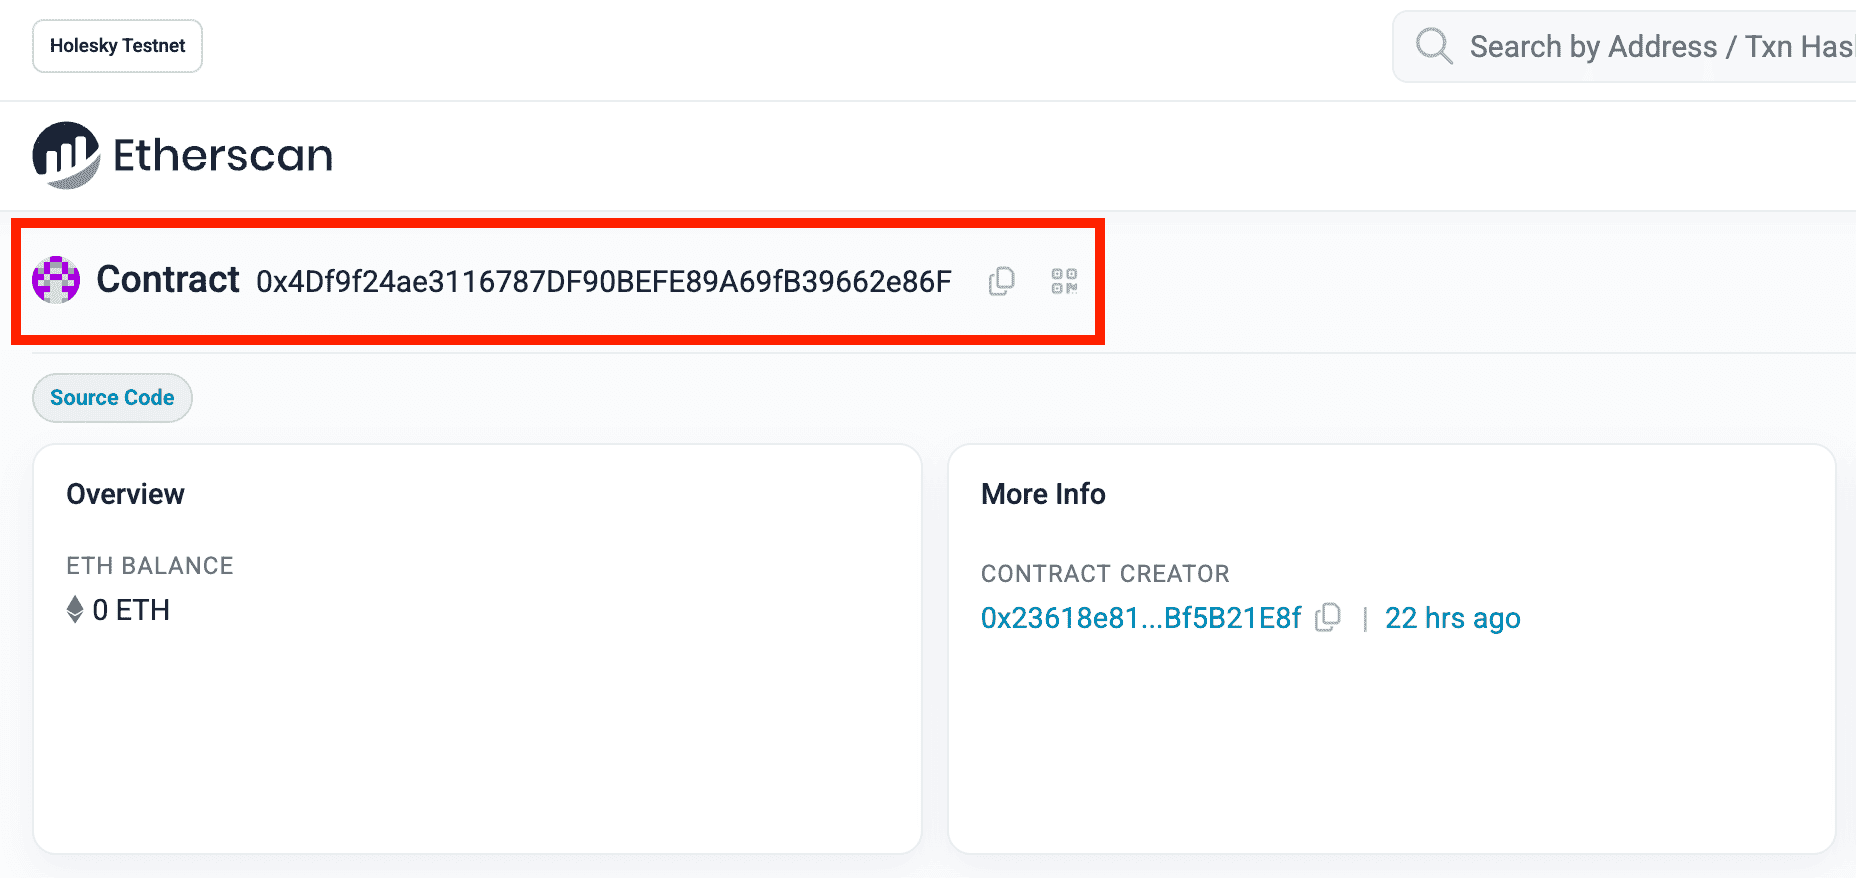 Holesky Testnet
Search by Address / Txn Has
Etherscan
Contract 0x4Df9f24ae3116787DF90BEFE89A69fB39662e86F
Source Code
Overview
ETH BALANCE
0 ETH
More Info
CONTRACT CREATOR
0x23618e81...Bf5B21E8f | 22 hrs ago